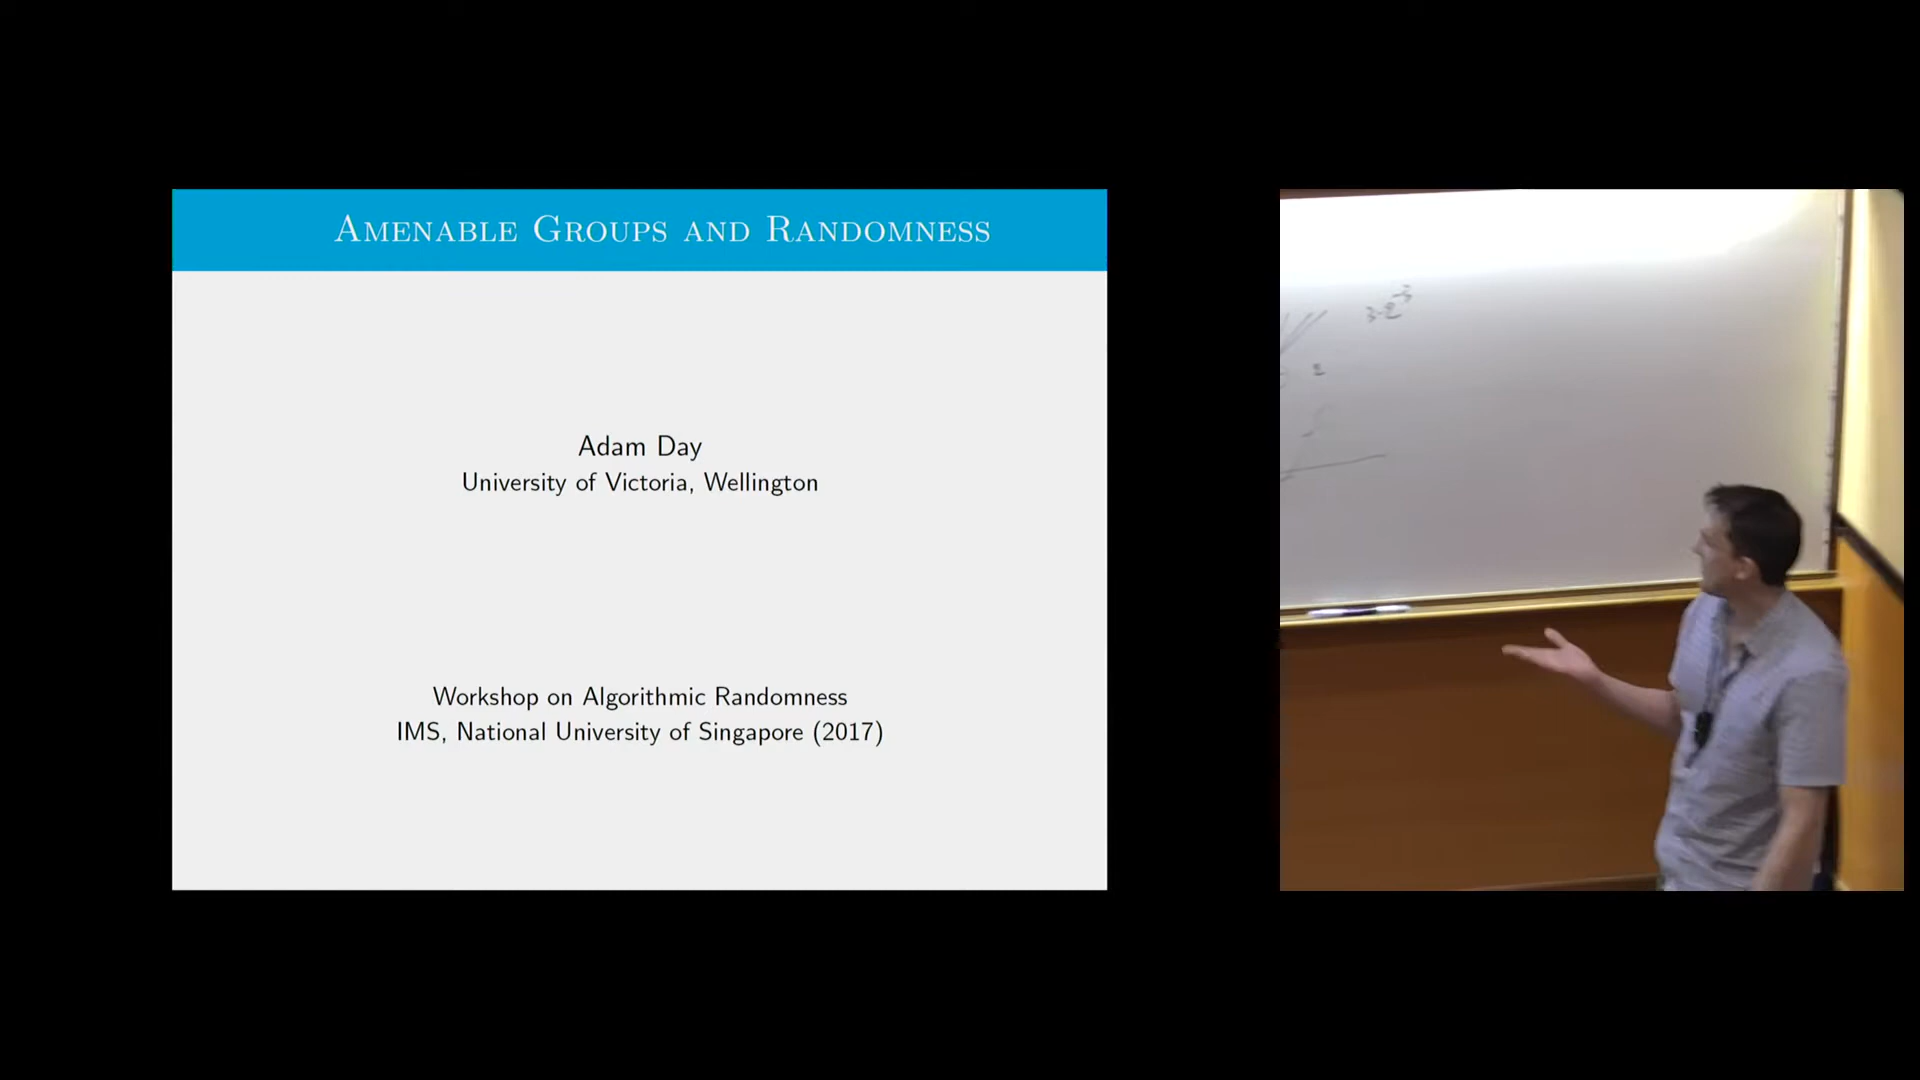 Amenable Groups and Randomness
Adam Day
University of Victoria, Wellington
Workshop on Algorithmic Randomness
IMS, National University of Singapore (2017)